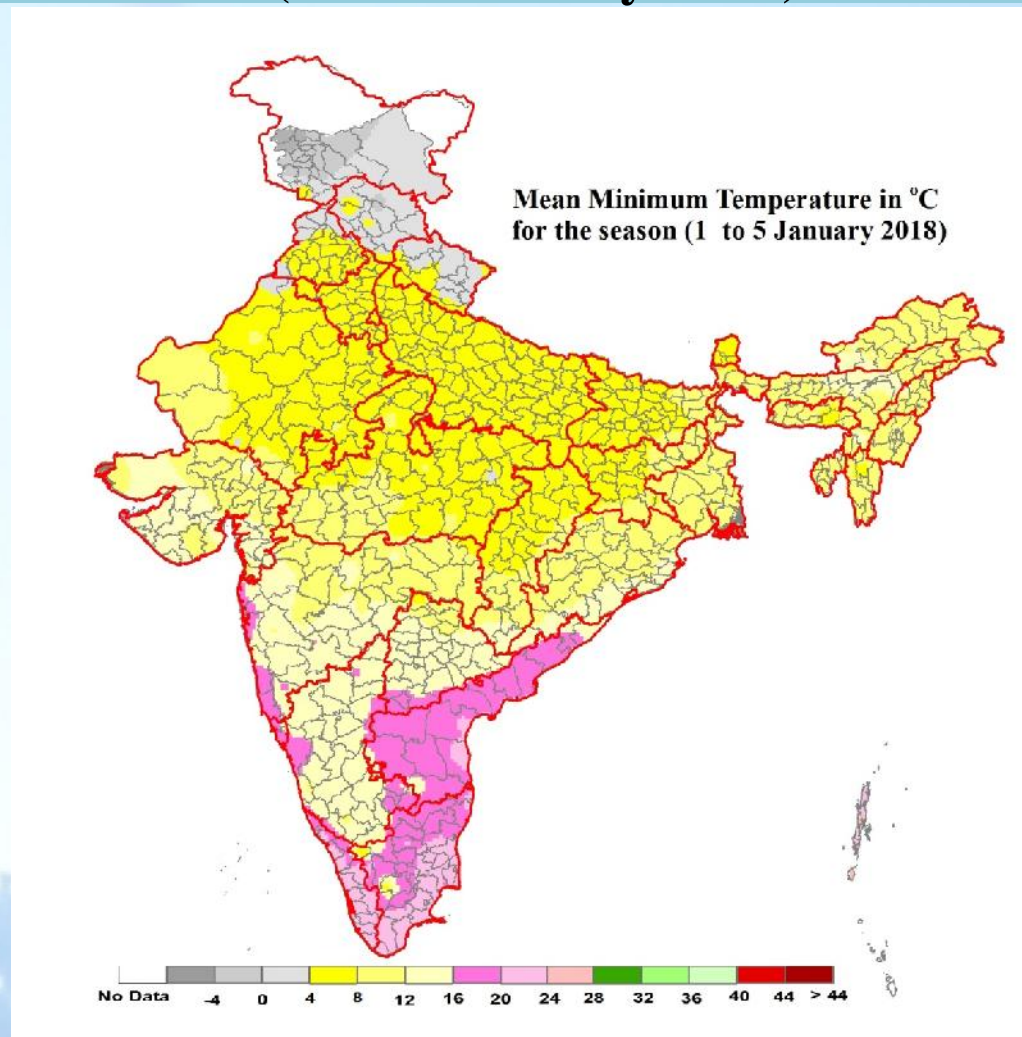 Mean Minimum Temperature in °C
for the season (1 to 5 January 2018)
No Data -4 0 4 8 12 16 20 24 28 32 36 40 44 > 44